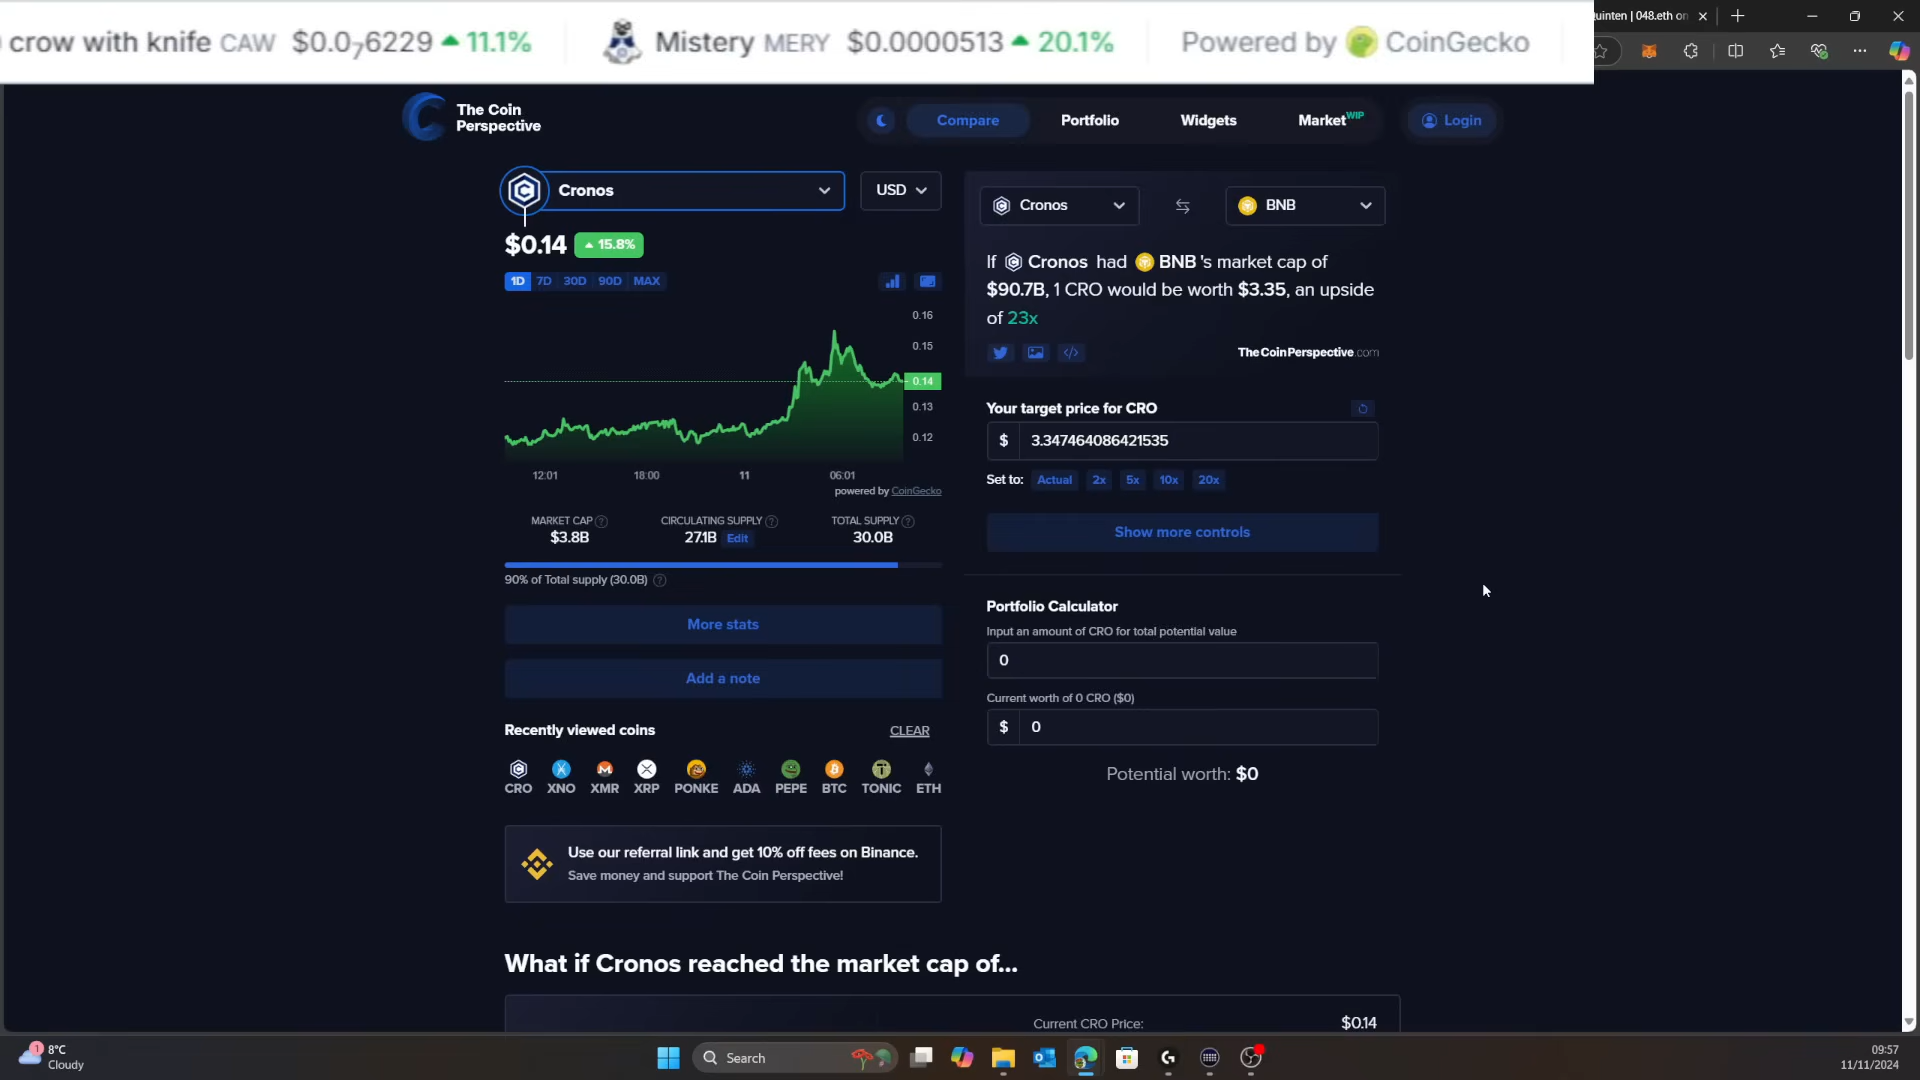 crow with knife CAW $0.0₇6229 ▲ 11.1%
Mistery MERY $0.0000513 ▲ 20.1%
Powered by CoinGecko
uinten | 048.eth on
The Coin
Perspective
Compare
Portfolio
Widgets
Market WIP
Login
Cronos
USD
$0.14
15.8%
1D 7D 30D 90D MAX
0.16
0.15
0.14
0.13
0.12
12:01 18:00 11 06:01
powered by CoinGecko
MARKET CAP ?
$3.8B
CIRCULATING SUPPLY ?
27.1B Edit
TOTAL SUPPLY ?
30.0B
90% of Total supply (30.0B) ?
More stats
Add a note
Recently viewed coins
CLEAR
CRO XNO XMR XRP PONKE ADA PEPE BTC TONIC ETH
Use our referral link and get 10% off fees on Binance.
Save money and support The Coin Perspective!
Cronos
BNB
If Cronos had BNB 's market cap of
$90.7B, 1 CRO would be worth $3.35, an upside
of 23x
TheCoinPerspective.com
Your target price for CRO
$ 3.347464086421535
Set to: Actual 2x 5x 10x 20x
Show more controls
Portfolio Calculator
Input an amount of CRO for total potential value
0
Current worth of 0 CRO ($0)
$ 0
Potential worth: $0
What if Cronos reached the market cap of...
Current CRO Price: $0.14
1
8°C
Cloudy
Search
09:57
11/11/2024